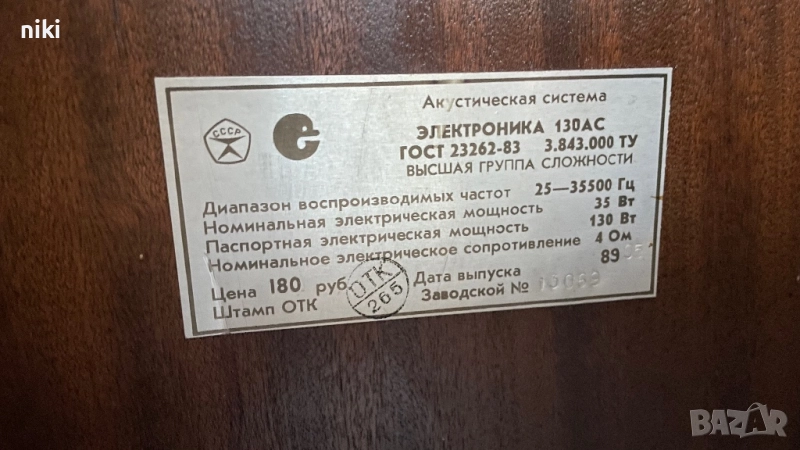 niki
Акустическая система
СССР
ЭЛЕКТРОНИКА 130АС
ГОСТ 23262-83 3.843.000 ТУ
ВЫСШАЯ ГРУППА СЛОЖНОСТИ
Диапазон воспроизводимых частот 25—35500 Гц
Номинальная электрическая мощность 35 Вт
Паспортная электрическая мощность 130 Вт
Номинальное электрическое сопротивление 4 Ом
Цена 180 руб. Дата выпуска 89
Штамп ОТК Заводской №
ОТК
265
BAZAR